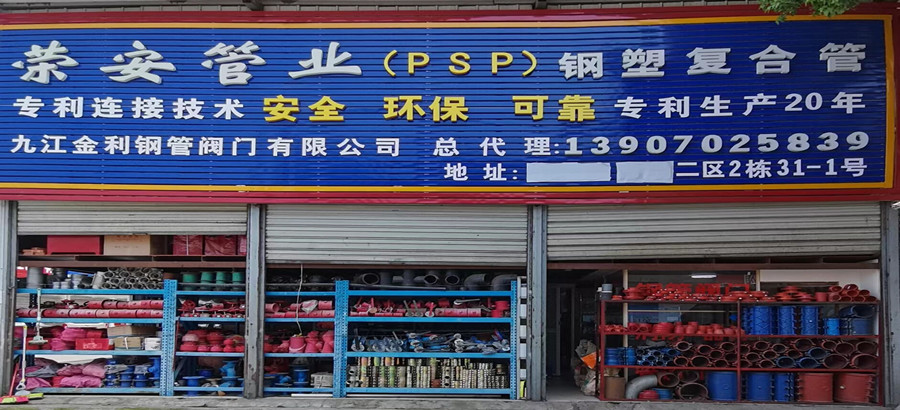 荣安管业(PSP)钢塑复合管
专利连接技术 安全 环保 可靠 专利生产20年
九江金利钢管阀门有限公司 总代理:13907025839
地址: 二区2栋31-1号